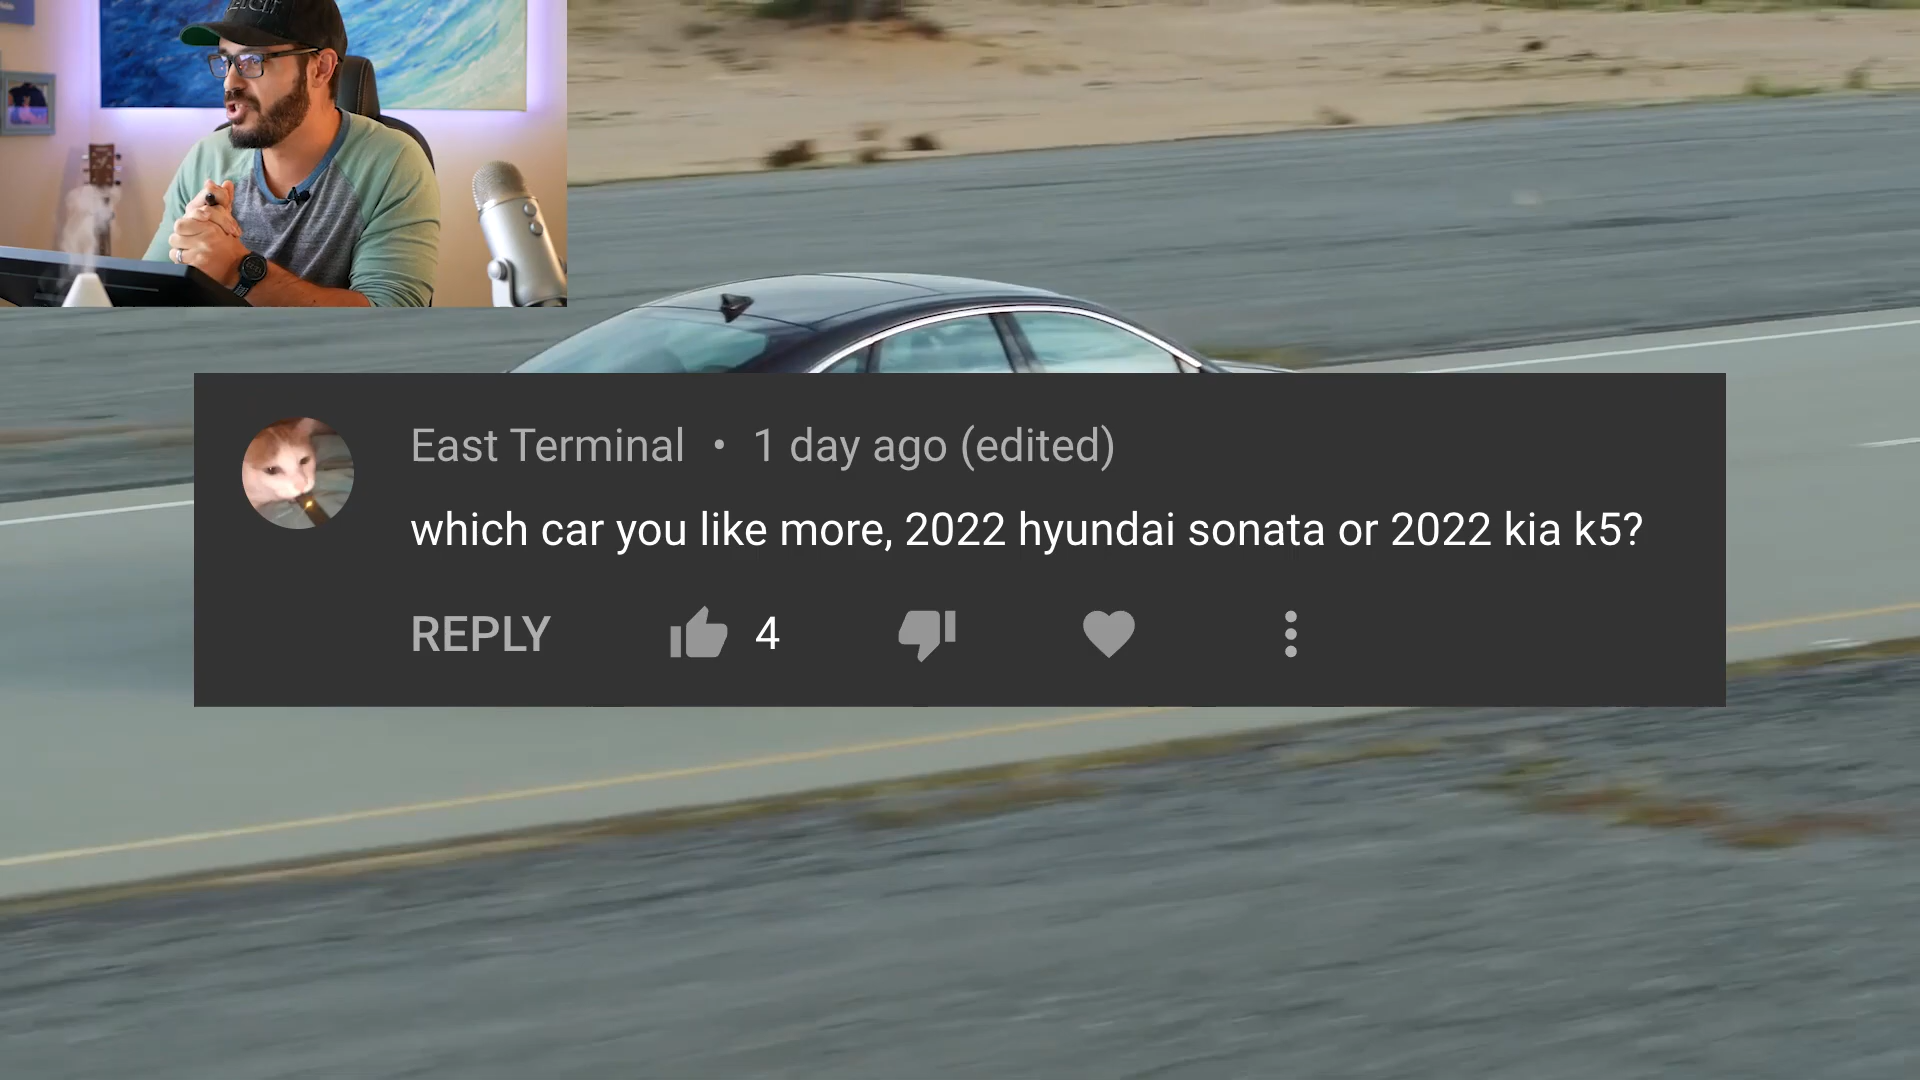 East Terminal • 1 day ago (edited)
which car you like more, 2022 hyundai sonata or 2022 kia k5?
REPLY 4